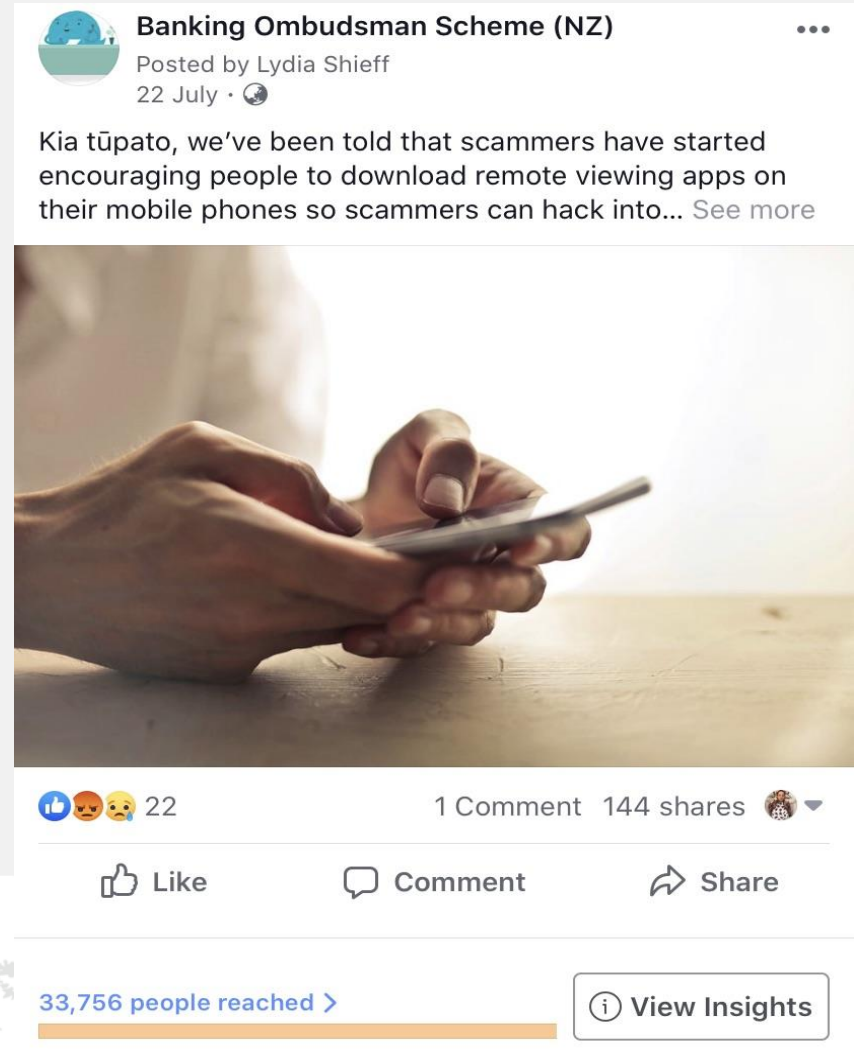 Banking Ombudsman Scheme (NZ)
Posted by Lydia Shieff
22 July ·
Kia tūpato, we've been told that scammers have started
encouraging people to download remote viewing apps on
their mobile phones so scammers can hack into... See more
22
1 Comment 144 shares
Like Comment Share
33,756 people reached
View Insights